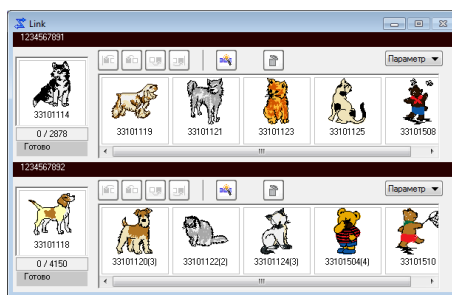 Link
1234567891
Параметр
33101114
33101119
33101121
33101123
33101125
33101508
0 / 2878
Готово
1234567892
Параметр
33101118
33101120(3)
33101122(2)
33101124(3)
33101504(4)
33101510
0 / 4150
Готово